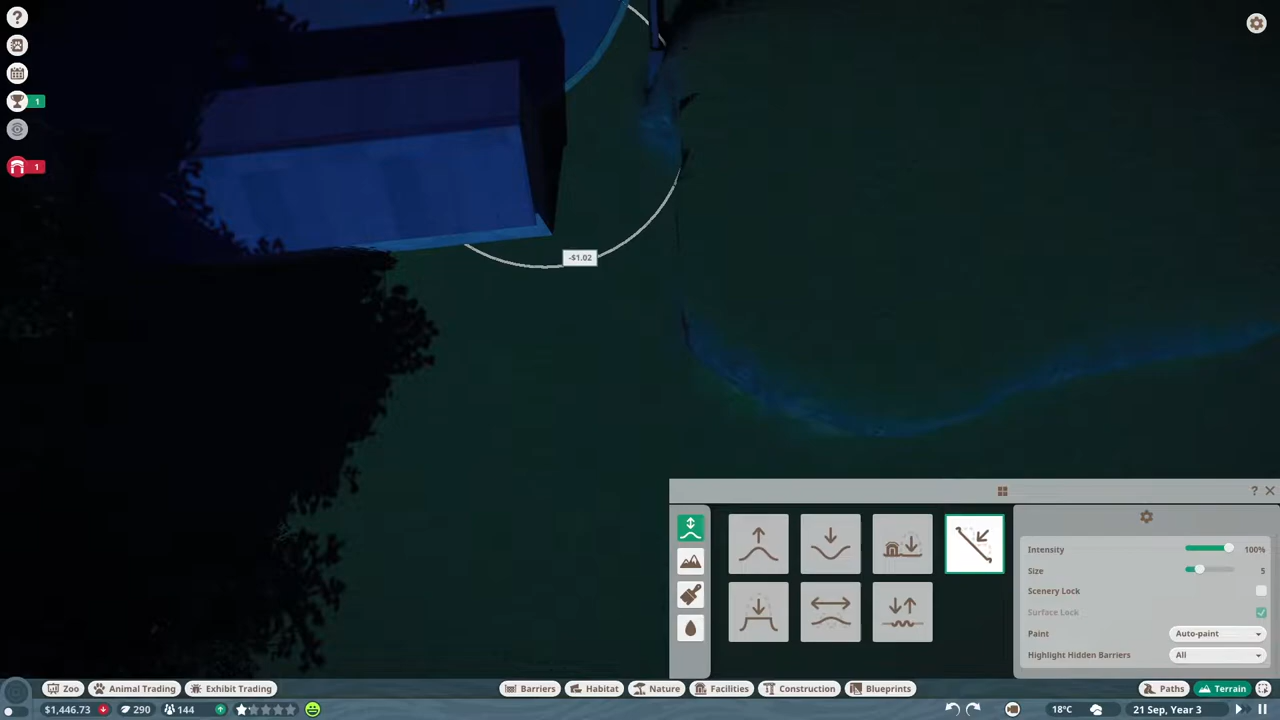 ?
1
1
-$1.02
?
Intensity 100%
Size 5
Scenery Lock
Surface Lock
Paint Auto-paint
Highlight Hidden Barriers All
Zoo Animal Trading Exhibit Trading Barriers Habitat Nature Facilities Construction Blueprints Paths Terrain
$1,446.73 290 144 18°C 21 Sep, Year 3